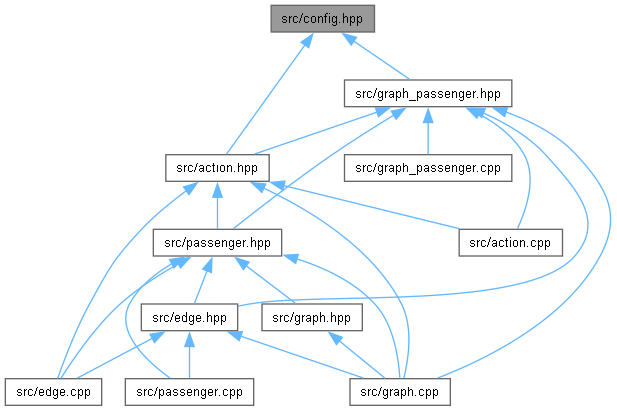 src/config.hpp
src/graph_passenger.hpp
src/action.hpp
src/graph_passenger.cpp
src/passenger.hpp
src/action.cpp
src/edge.hpp
src/graph.hpp
src/edge.cpp
src/passenger.cpp
src/graph.cpp